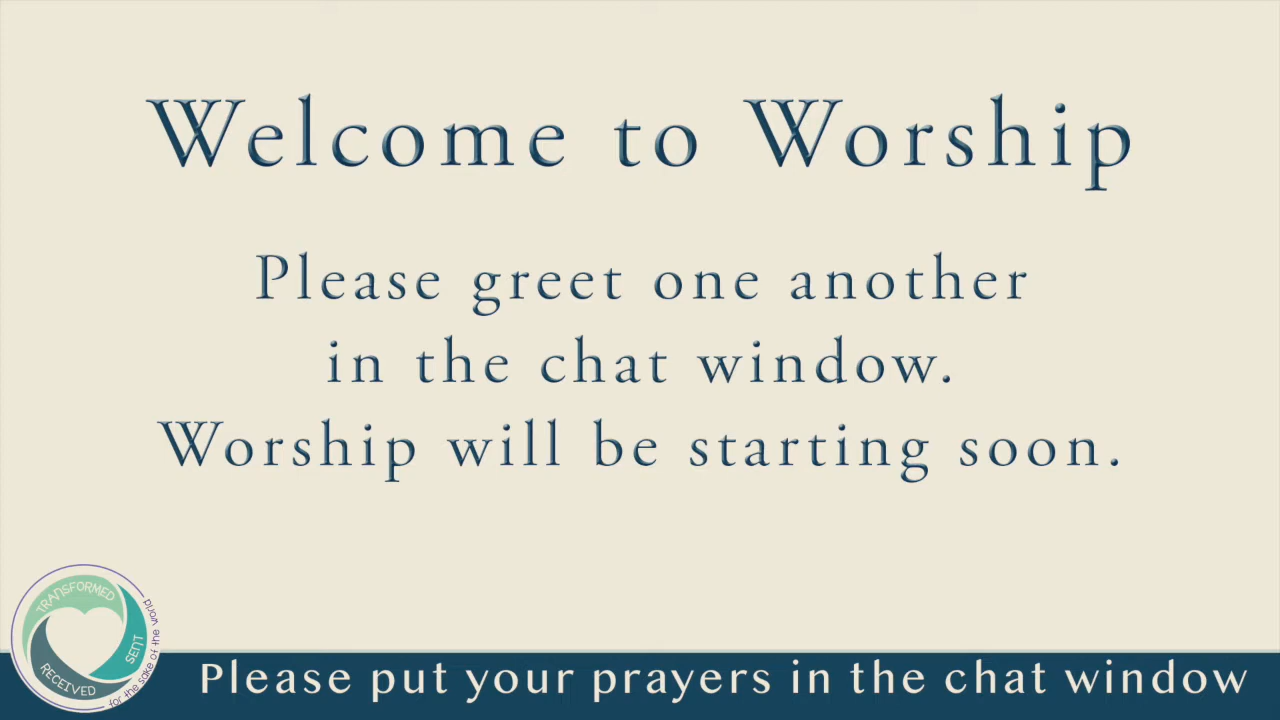 Welcome to Worship
Please greet one another
in the chat window.
Worship will be starting soon.
TRANSFORMED
SENT
RECEIVED
for the sake of the world
Please put your prayers in the chat window